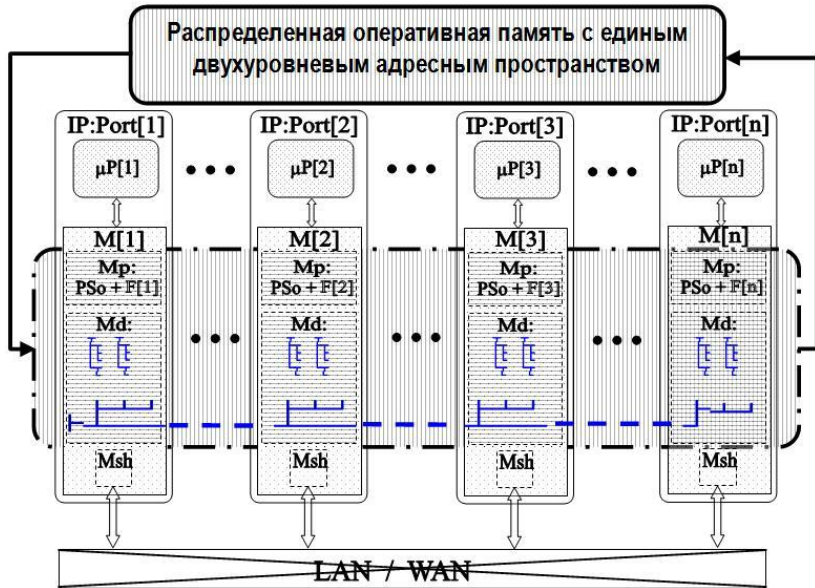 Распределенная оперативная память с единым
двухуровневым адресным пространством
IP:Port[1] IP:Port[2] IP:Port[3] IP:Port[n]
μP[1] μP[2] μP[3] μP[n]
M[1] M[2] M[3] M[n]
Mp: Mp: Mp: Mp:
PSo + F[1] PSo + F[2] PSo + F[3] PSo + F[n]
Md: Md: Md: Md:
Msh Msh Msh Msh
LAN / WAN